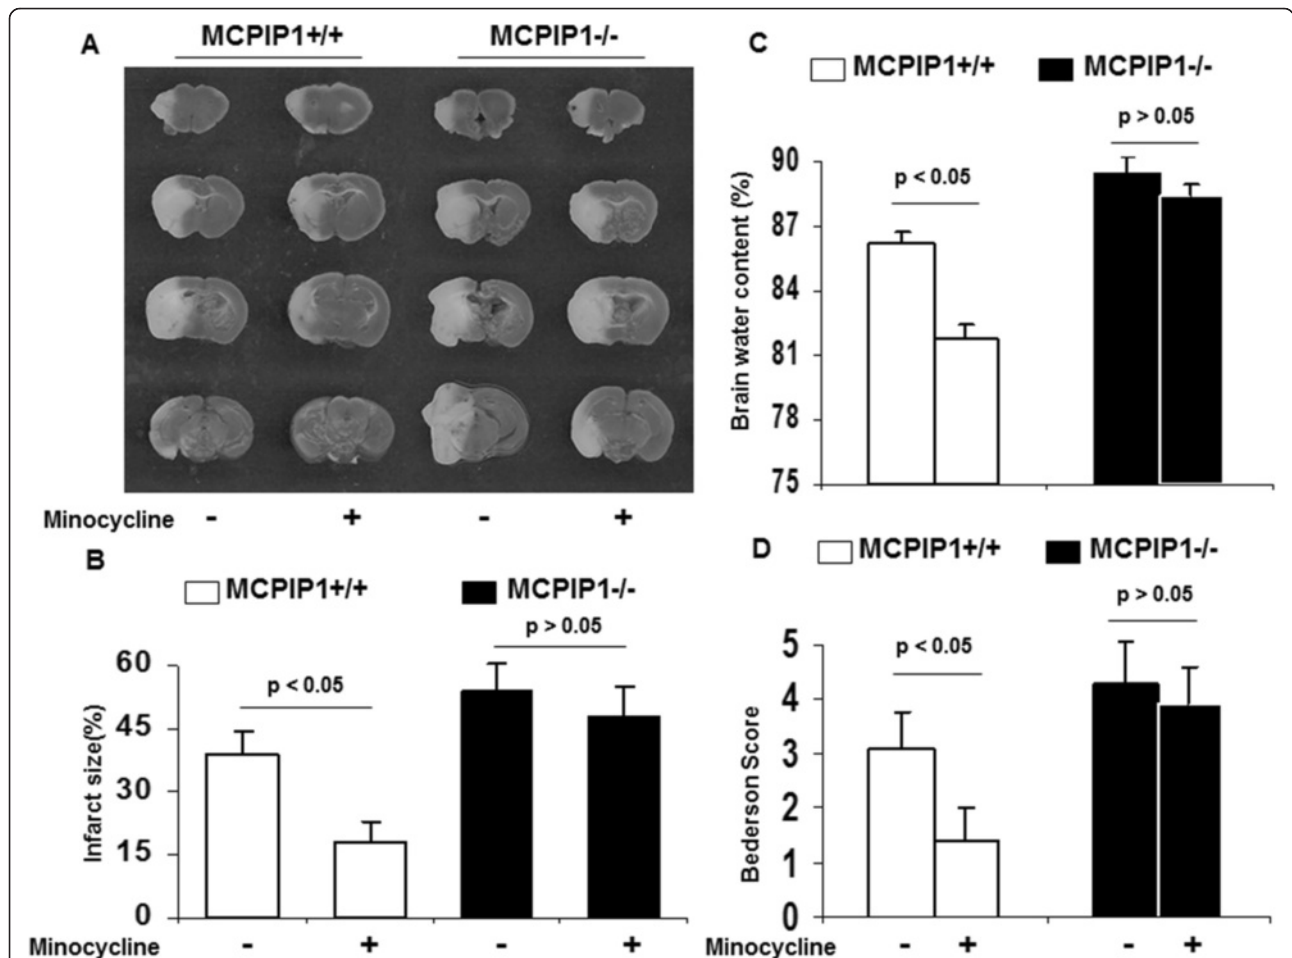 A
MCPIP1+/+
MCPIP1-/-
Minocycline - + - +
B
MCPIP1+/+
MCPIP1-/-
p < 0.05
p > 0.05
Infarct size(%)
60
45
30
15
0
Minocycline - + - +
C
MCPIP1+/+
MCPIP1-/-
p < 0.05
p > 0.05
Brain water content (%)
90
87
84
81
78
75
D
MCPIP1+/+
MCPIP1-/-
p < 0.05
p > 0.05
Bederson Score
5
4
3
2
1
0
Minocycline - + - +